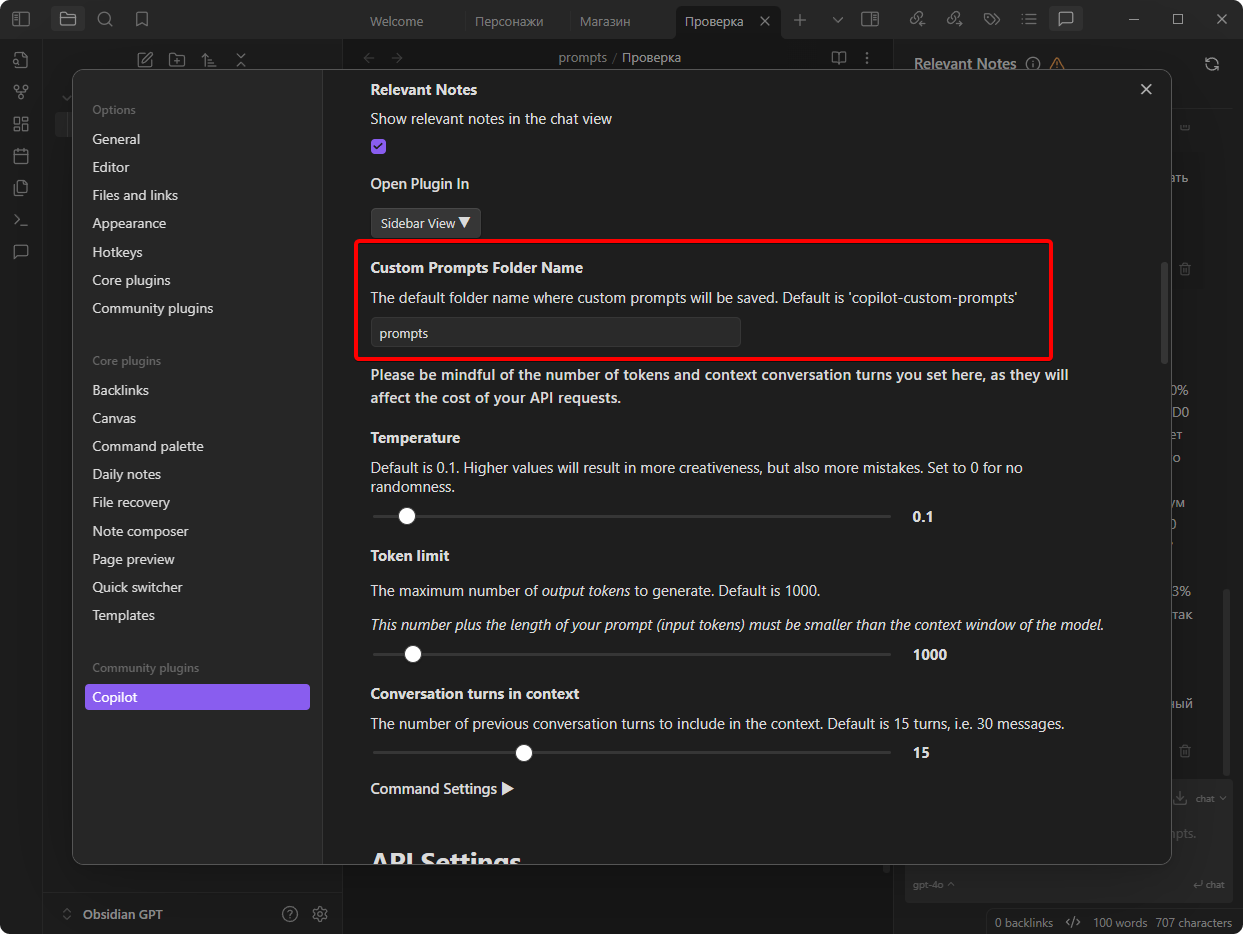 Welcome
Персонажи
Магазин
Проверка
prompts / Проверка
Relevant Notes
Options
General
Editor
Files and links
Appearance
Hotkeys
Core plugins
Community plugins
Core plugins
Backlinks
Canvas
Command palette
Daily notes
File recovery
Note composer
Page preview
Quick switcher
Templates
Community plugins
Copilot
Relevant Notes
Show relevant notes in the chat view
Open Plugin In
Sidebar View ▼
Custom Prompts Folder Name
The default folder name where custom prompts will be saved. Default is 'copilot-custom-prompts'
prompts
Please be mindful of the number of tokens and context conversation turns you set here, as they will
affect the cost of your API requests.
Temperature
Default is 0.1. Higher values will result in more creativeness, but also more mistakes. Set to 0 for no
randomness.
0.1
Token limit
The maximum number of output tokens to generate. Default is 1000.
This number plus the length of your prompt (input tokens) must be smaller than the context window of the model.
1000
Conversation turns in context
The number of previous conversation turns to include in the context. Default is 15 turns, i.e. 30 messages.
15
Command Settings ▶
API Settings
chat
gpt-4o
chat
Obsidian GPT
0 backlinks
100 words
707 characters